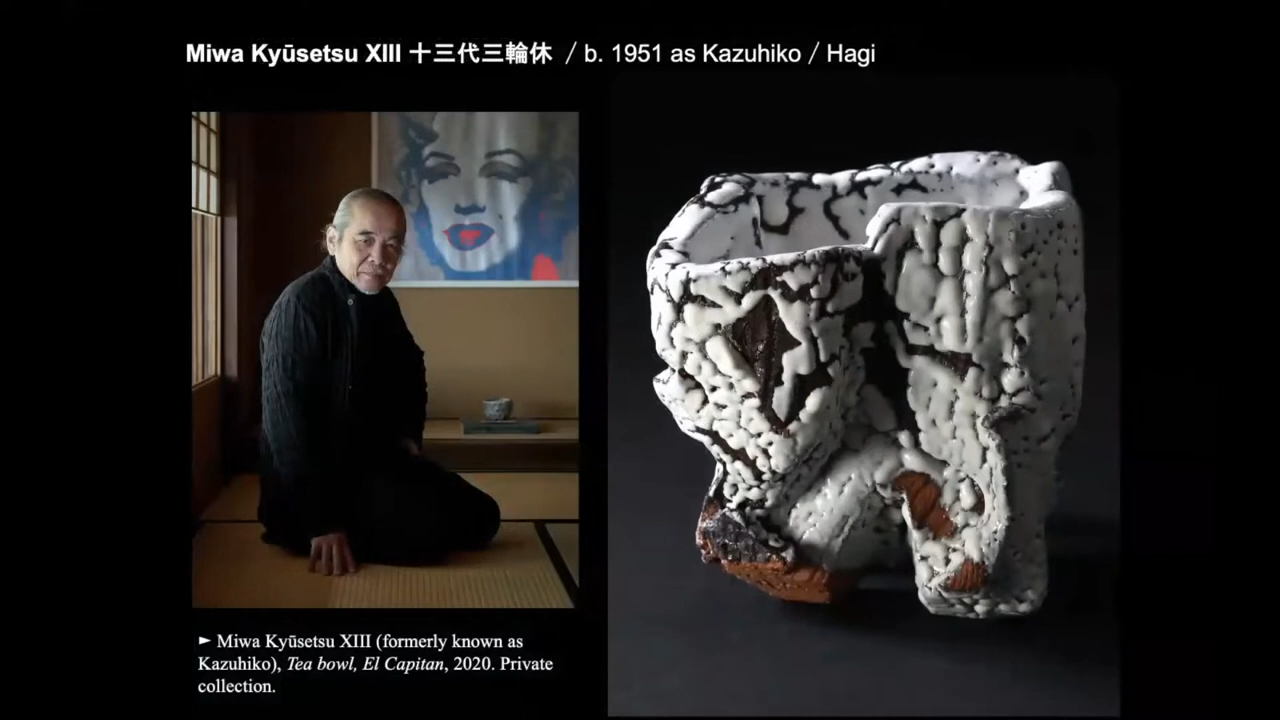 Miwa Kyūsetsu XIII 十三代三輪休 / b. 1951 as Kazuhiko / Hagi
► Miwa Kyūsetsu XIII (formerly known as
Kazuhiko), Tea bowl, El Capitan, 2020. Private
collection.